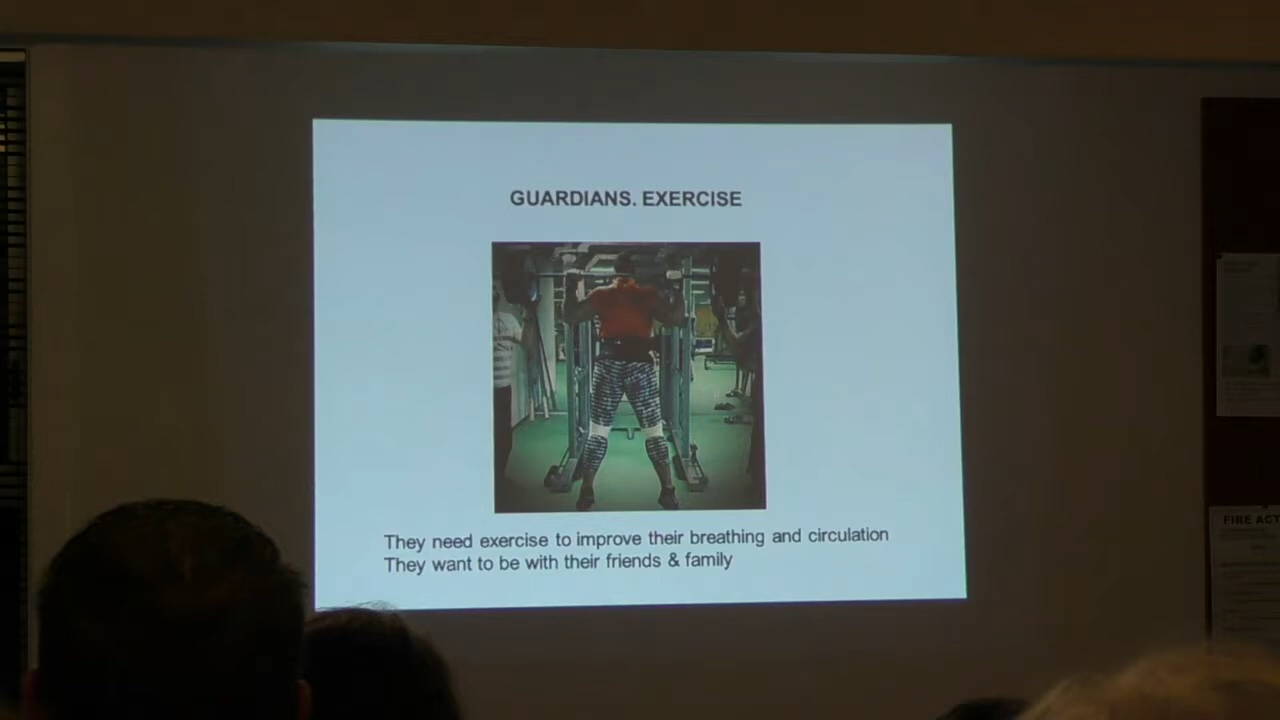 GUARDIANS. EXERCISE
They need exercise to improve their breathing and circulation
They want to be with their friends & family
FIRE ACT